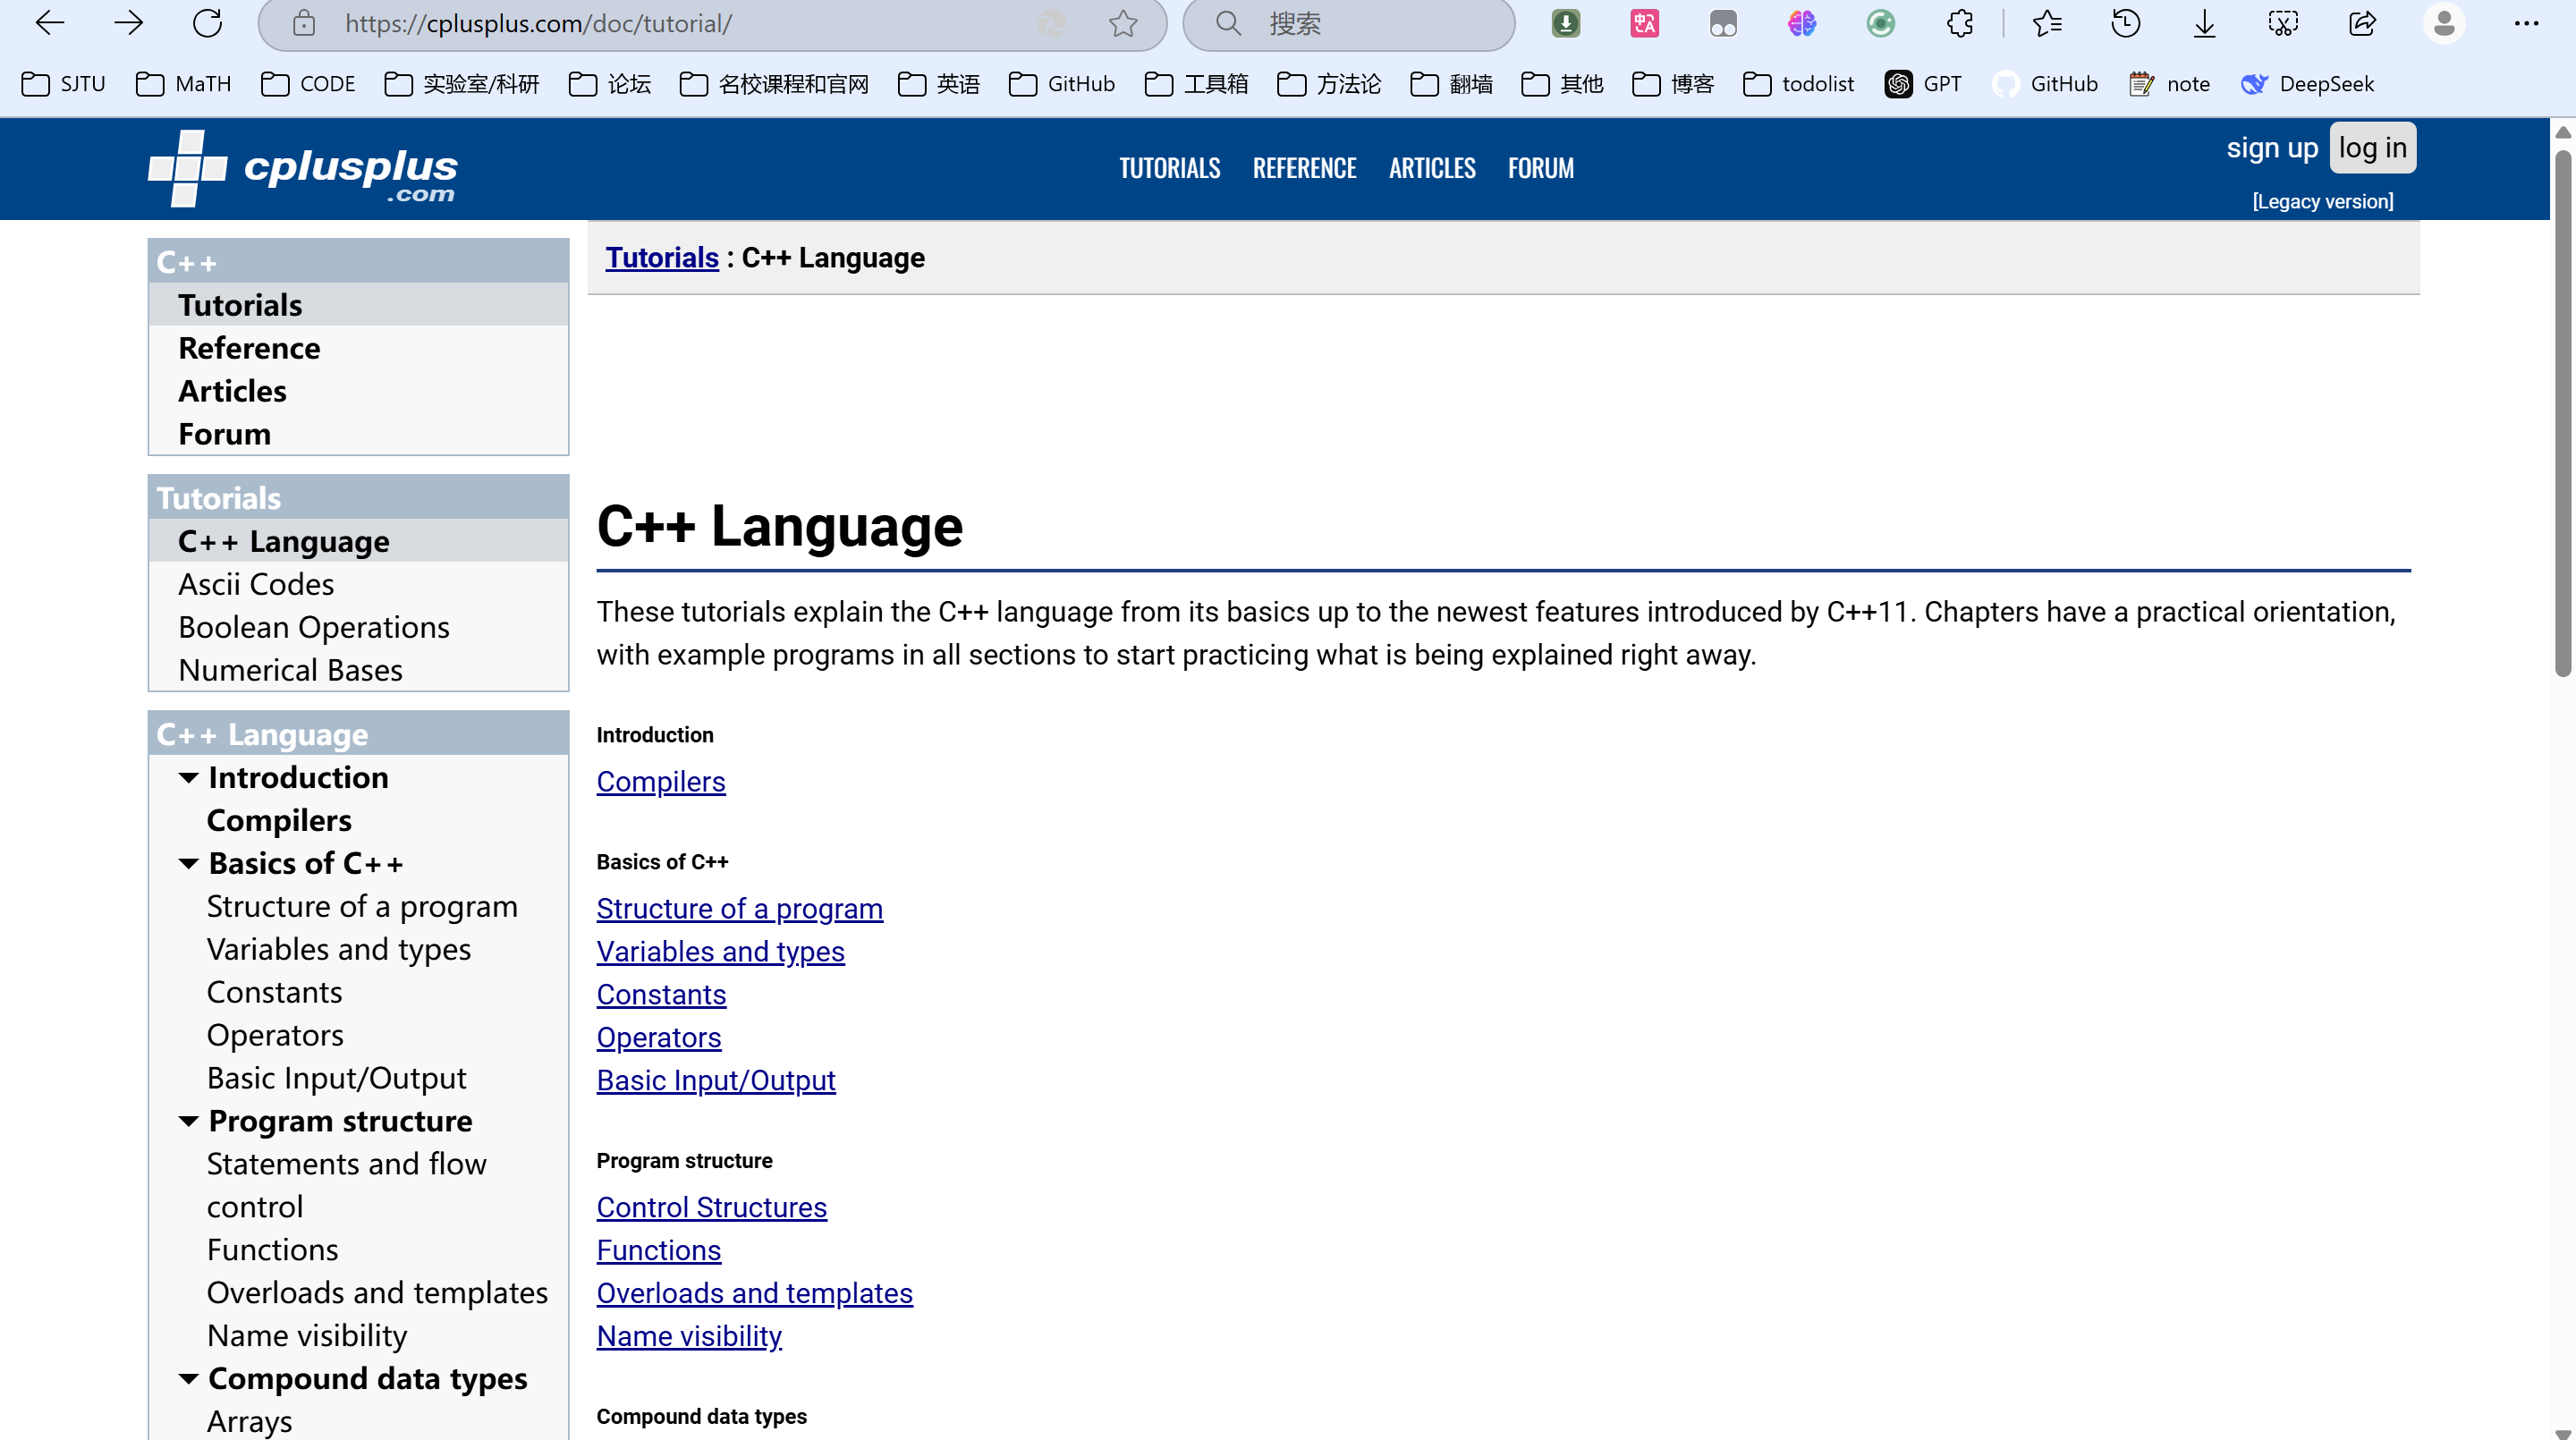 https://cplusplus.com/doc/tutorial/
搜索
SJTU
MaTH
CODE
实验室/科研
论坛
名校课程和官网
英语
GitHub
工具箱
方法论
翻墙
其他
博客
todolist
GPT
GitHub
note
DeepSeek
cplusplus
.com
TUTORIALS
REFERENCE
ARTICLES
FORUM
sign up
log in
[Legacy version]
C++
Tutorials
Reference
Articles
Forum
Tutorials
C++ Language
Ascii Codes
Boolean Operations
Numerical Bases
C++ Language
Introduction
Compilers
Basics of C++
Structure of a program
Variables and types
Constants
Operators
Basic Input/Output
Program structure
Statements and flow
control
Functions
Overloads and templates
Name visibility
Compound data types
Arrays
Tutorials : C++ Language
C++ Language
These tutorials explain the C++ language from its basics up to the newest features introduced by C++11. Chapters have a practical orientation,
with example programs in all sections to start practicing what is being explained right away.
Introduction
Compilers
Basics of C++
Structure of a program
Variables and types
Constants
Operators
Basic Input/Output
Program structure
Control Structures
Functions
Overloads and templates
Name visibility
Compound data types